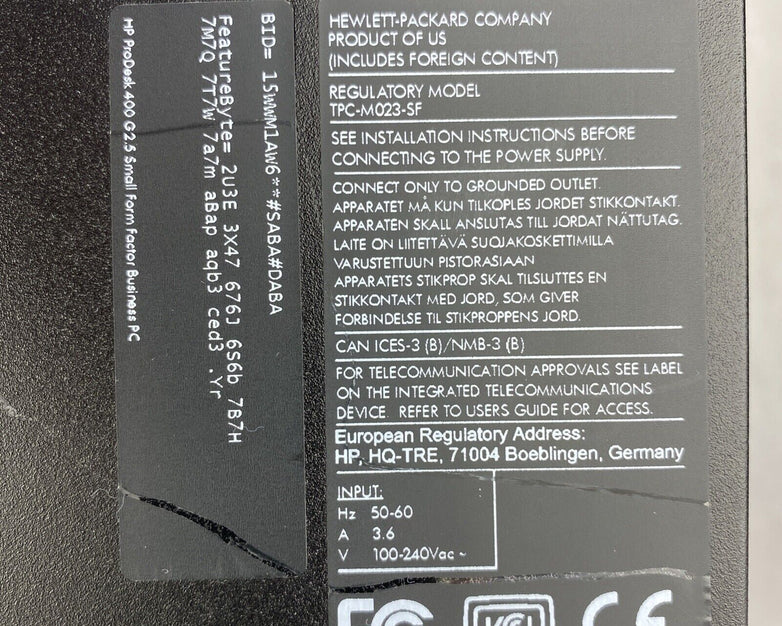 BID= 15WWM1AW6***#SABA#DABA
FeatureByte= 2U3E 3X47 676J 6S6b 7B7H
7M7Q 7T7W 7a7m aBap aqb3 ced3 .Yr
HP ProDesk 400 G2.5 Small Form Factor Business PC
HEWLETT-PACKARD COMPANY
PRODUCT OF US
(INCLUDES FOREIGN CONTENT)
REGULATORY MODEL
TPC-M023-SF
SEE INSTALLATION INSTRUCTIONS BEFORE
CONNECTING TO THE POWER SUPPLY.
CONNECT ONLY TO GROUNDED OUTLET.
APPARATET MÅ KUN TILKOPLES JORDET STIKKONTAKT.
APPARATEN SKALL ANSLUTAS TILL JORDAT NÄTTUTAG.
LAITE ON LIITETTÄVÄ SUOJAKOSKETTIMILLA
VARUSTETTUUN PISTORASIAAN
APPARATETS STIKPROP SKAL TILSLUTTES EN
STIKKONTAKT MED JORD, SOM GIVER
FORBINDELSE TIL STIKPROPPENS JORD.
CAN ICES-3 (B)/NMB-3 (B)
FOR TELECOMMUNICATION APPROVALS SEE LABEL
ON THE INTEGRATED TELECOMMUNICATIONS
DEVICE. REFER TO USERS GUIDE FOR ACCESS.
European Regulatory Address:
HP, HQ-TRE, 71004 Boeblingen, Germany
INPUT:
Hz 50-60
A 3.6
V 100-240Vac ~
FC CE